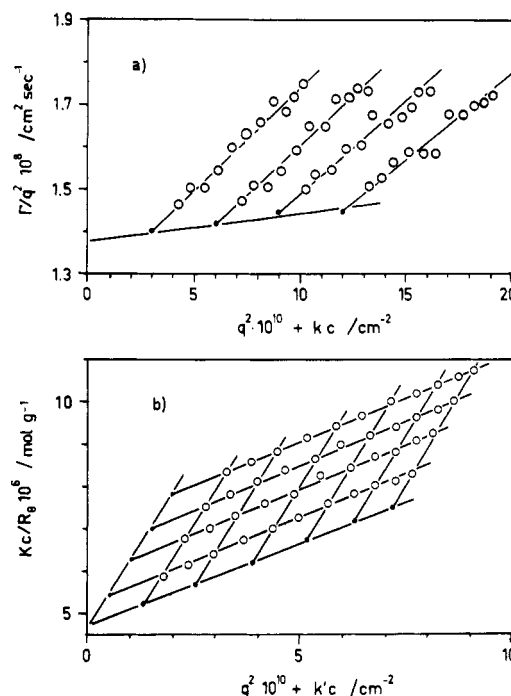 a)
Γ/q² 10⁸ /cm² sec⁻¹
1.9
1.7
1.5
1.3
0 5 10 15 20
q²·10¹⁰ + kc /cm⁻²
b)
Kc/R_θ 10⁶ / mol g⁻¹
10
5
0 5 10
q² 10¹⁰ + k'c /cm⁻²